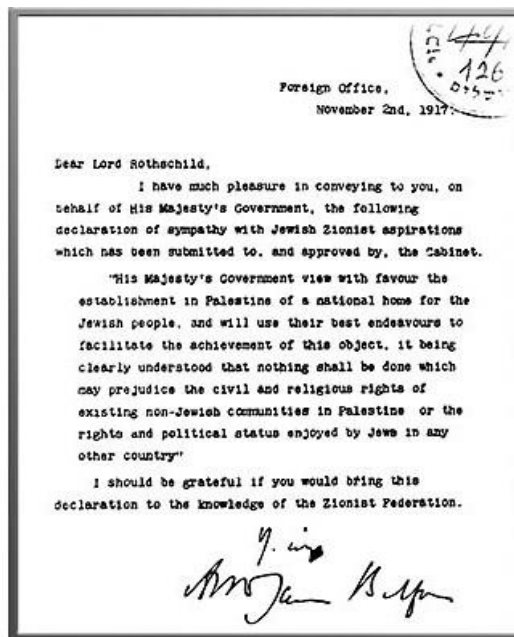 126
Foreign Office,
November 2nd, 1917.
Dear Lord Rothschild,
I have much pleasure in conveying to you, on
behalf of His Majesty's Government, the following
declaration of sympathy with Jewish Zionist aspirations
which has been submitted to, and approved by, the Cabinet.
"His Majesty's Government view with favour the
establishment in Palestine of a national home for the
Jewish people, and will use their best endeavours to
facilitate the achievement of this object, it being
clearly understood that nothing shall be done which
may prejudice the civil and religious rights of
existing non-Jewish communities in Palestine or the
rights and political status enjoyed by Jews in any
other country"
I should be grateful if you would bring this
declaration to the knowledge of the Zionist Federation.